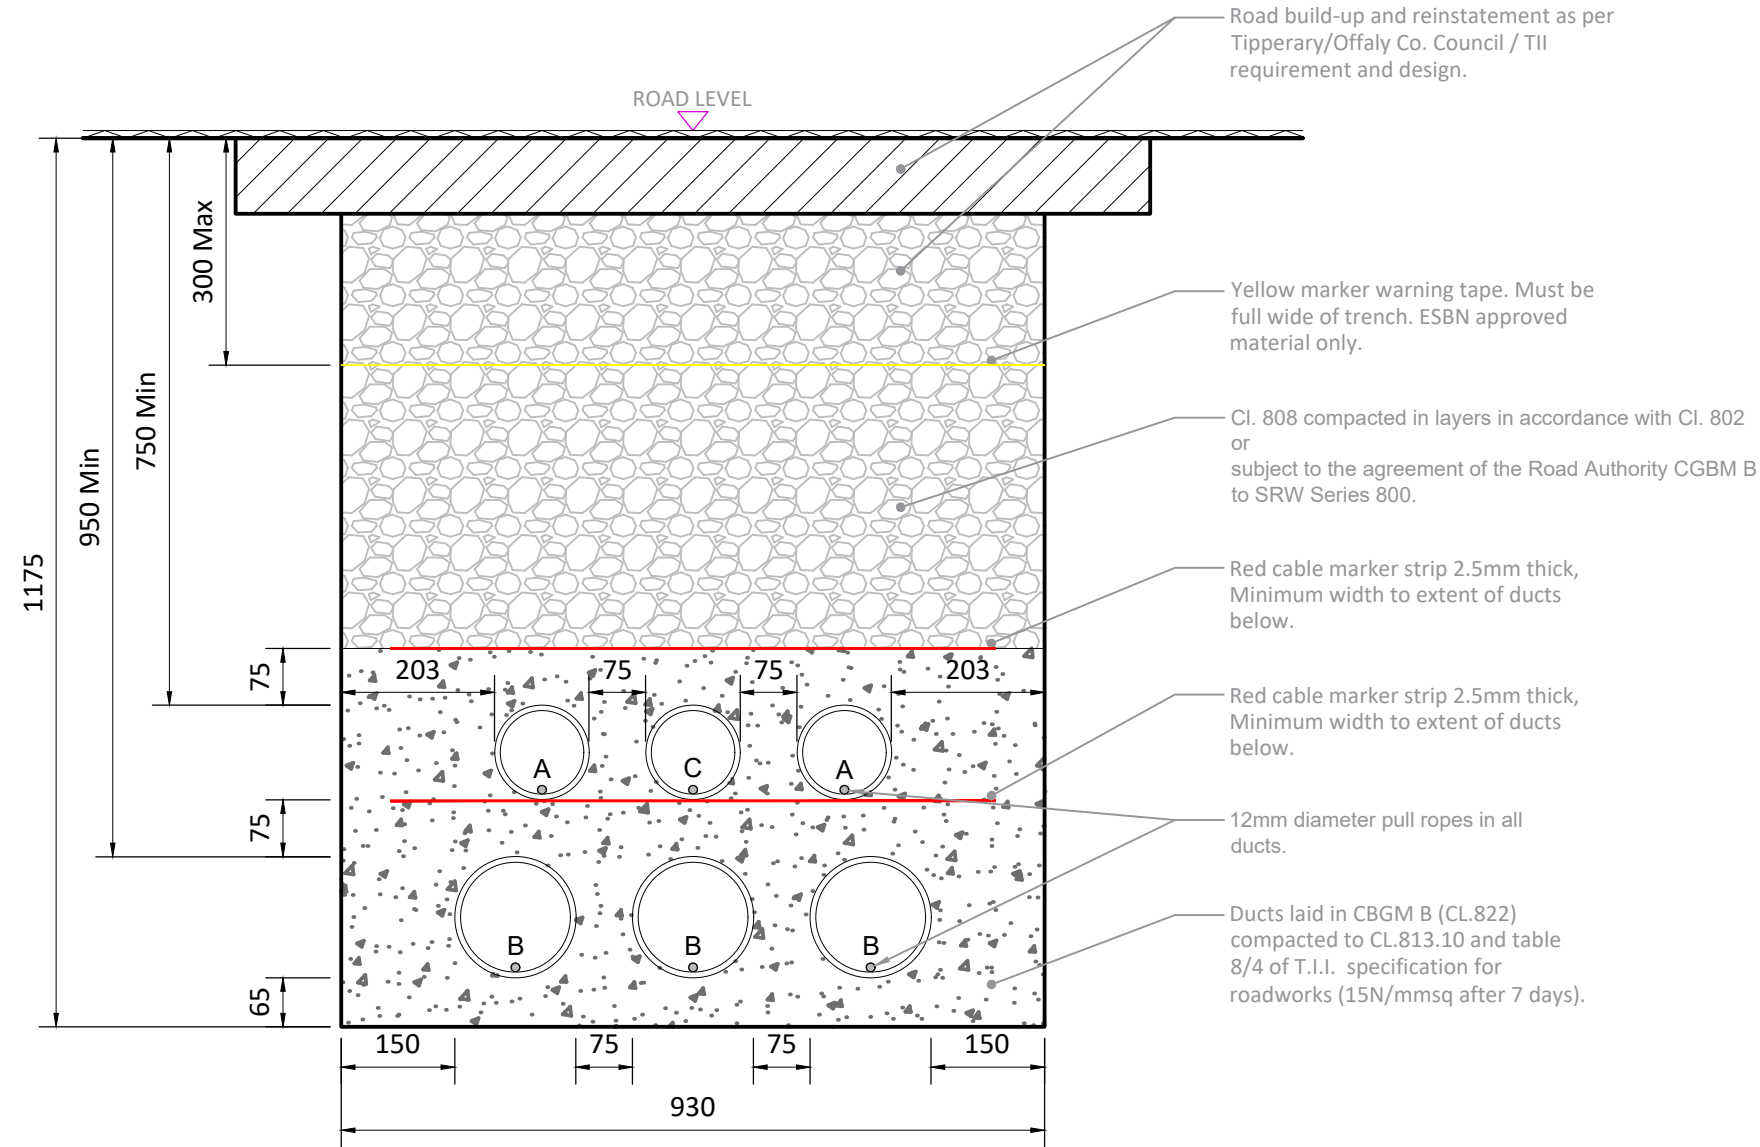 Road build-up and reinstatement as per
Tipperary/Offaly Co. Council / TII
requirement and design.
ROAD LEVEL
300 Max
750 Min
950 Min
1175
Yellow marker warning tape. Must be
full wide of trench. ESBN approved
material only.
Cl. 808 compacted in layers in accordance with Cl. 802
or
subject to the agreement of the Road Authority CGBM B
to SRW Series 800.
Red cable marker strip 2.5mm thick,
Minimum width to extent of ducts
below.
75
203
75
75
203
Red cable marker strip 2.5mm thick,
Minimum width to extent of ducts
below.
A
C
A
75
12mm diameter pull ropes in all
ducts.
B
B
B
Ducts laid in CBGM B (CL.822)
compacted to CL.813.10 and table
8/4 of T.I.I. specification for
roadworks (15N/mmsq after 7 days).
65
150
75
75
150
930